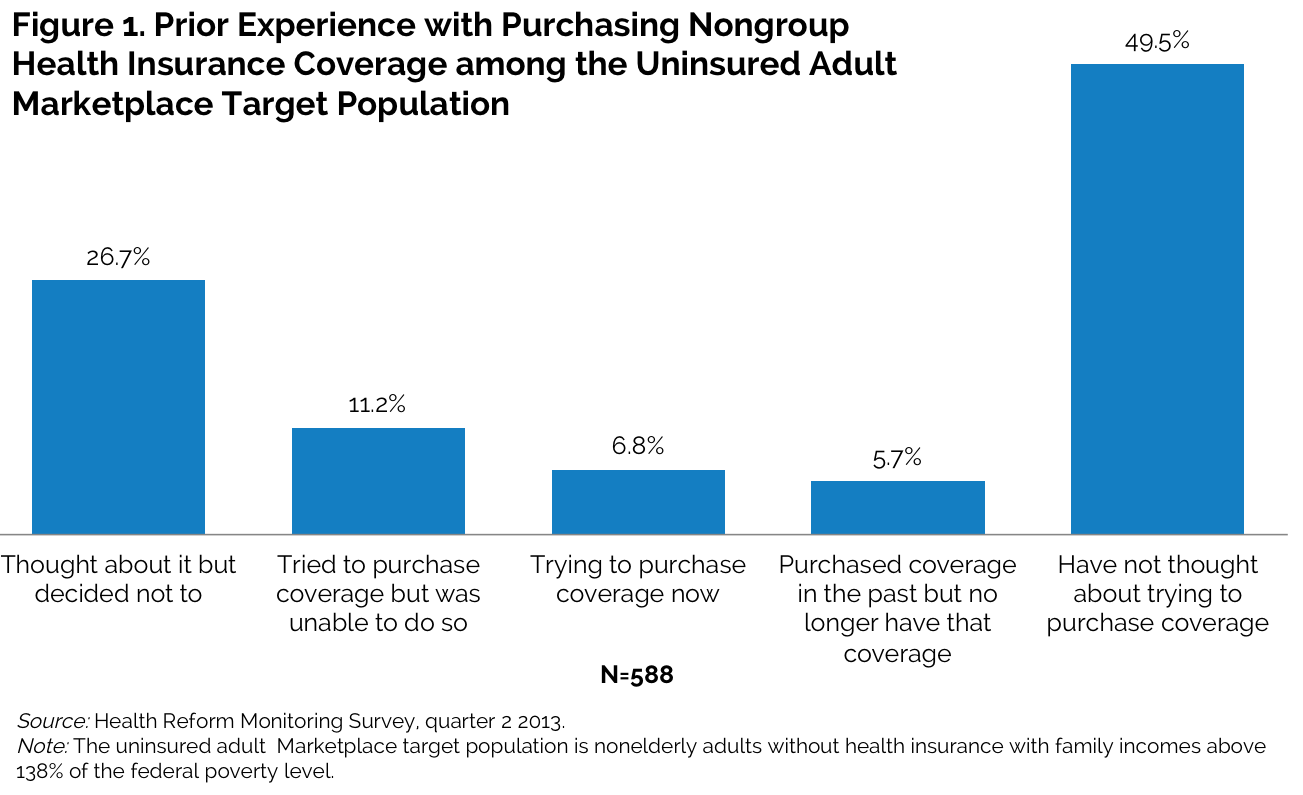 Figure 1. Prior Experience with Purchasing Nongroup
Health Insurance Coverage among the Uninsured Adult
Marketplace Target Population
49.5%
26.7%
11.2%
6.8%
5.7%
Thought about it but
decided not to
Tried to purchase
coverage but was
unable to do so
Trying to purchase
coverage now
Purchased coverage
in the past but no
longer have that
coverage
Have not thought
about trying to
purchase coverage
N=588
Source: Health Reform Monitoring Survey, quarter 2 2013.
Note: The uninsured adult  Marketplace target population is nonelderly adults without health insurance with family incomes above
138% of the federal poverty level.